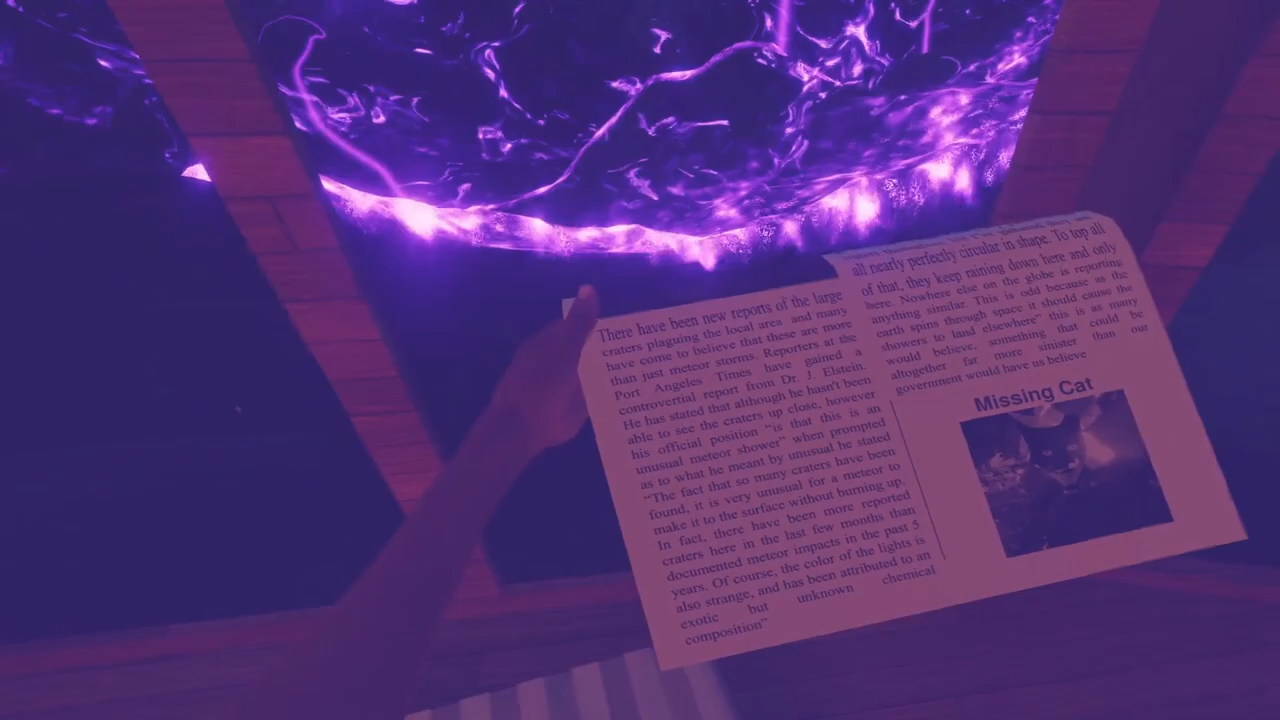 There have been new reports of the large
craters plaguing the local area and many
have come to believe that these are more
than just meteor storms. Reporters at the
Port Angeles Times have gained a
controvertial report from Dr. J. Elstein.
He has stated that although he hasn't been
able to see the craters up close, however
his official position "is that this is an
unusual meteor shower" when prompted
as to what he meant by unusual he stated
"The fact that so many craters have been
found, it is very unusual for a meteor to
make it to the surface without burning up.
In fact, there have been more reported
craters here in the last few months than
documented meteor impacts in the past 5
years. Of course, the color of the lights is
also strange, and has been attributed to an
exotic but unknown chemical
composition"
all nearly perfectly circular in shape. To top all
of that, they keep raining down here and only
here. Nowhere else on the globe is reporting
anything similar. This is odd because as the
earth spins through space it should cause the
showers to land elsewhere" this is as many
would believe, something that could be
altogether far more sinister than our
government would have us believe
Missing Cat